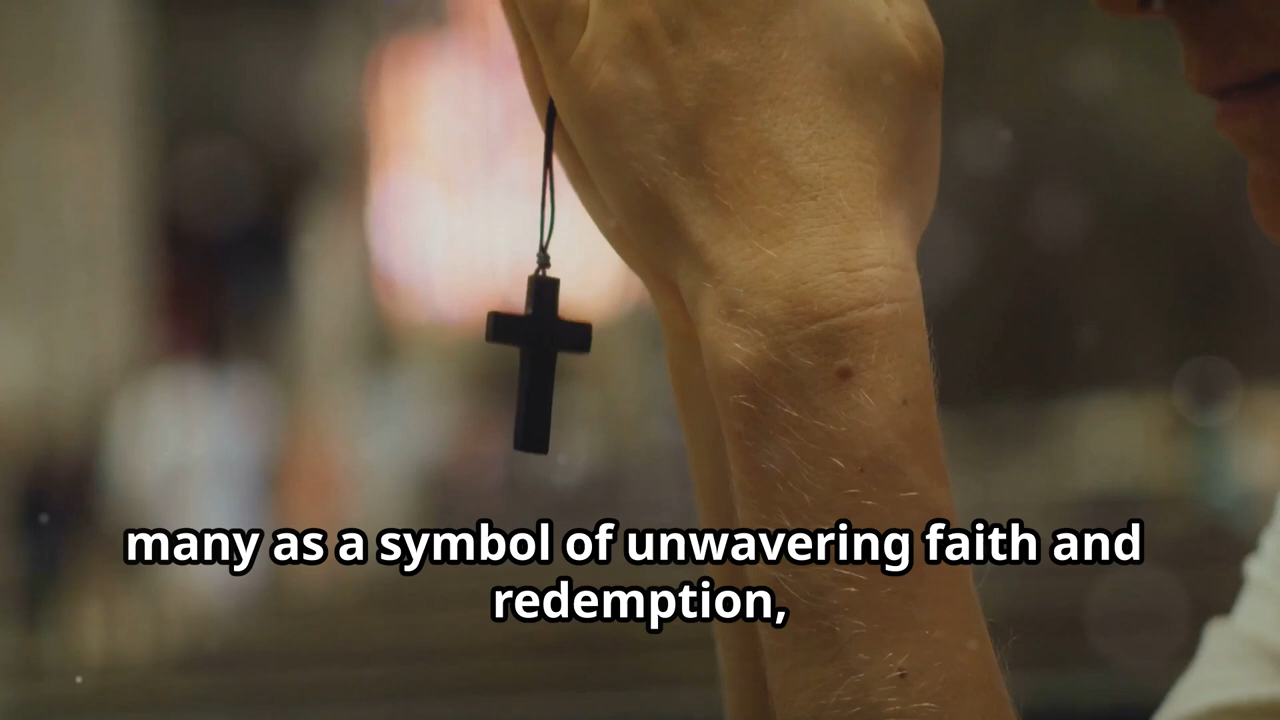 many as a symbol of unwavering faith and
redemption,